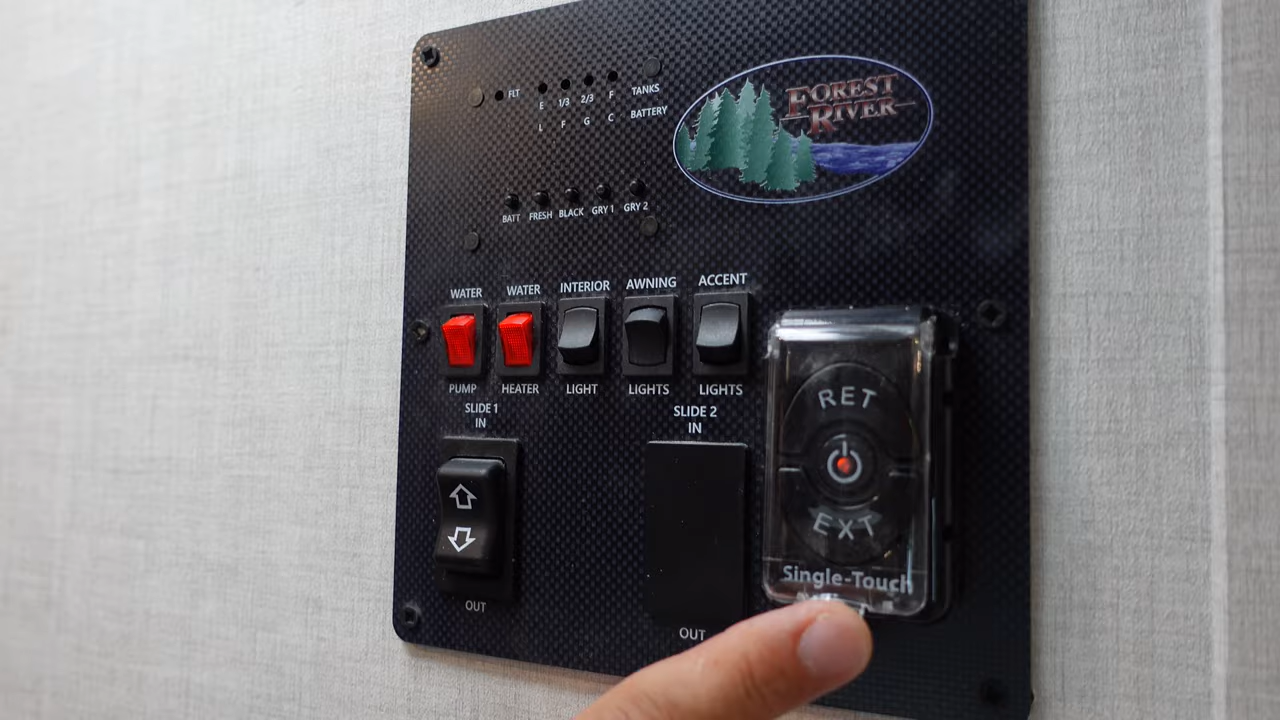 FLT
E 1/3 2/3 F TANKS
L F G C BATTERY
FOREST
RIVER
BATT FRESH BLACK GRY 1 GRY 2
WATER WATER INTERIOR AWNING ACCENT
PUMP HEATER LIGHT LIGHTS LIGHTS
SLIDE 1
IN
SLIDE 2
IN
RET
EXT
Single-Touch
OUT
OUT